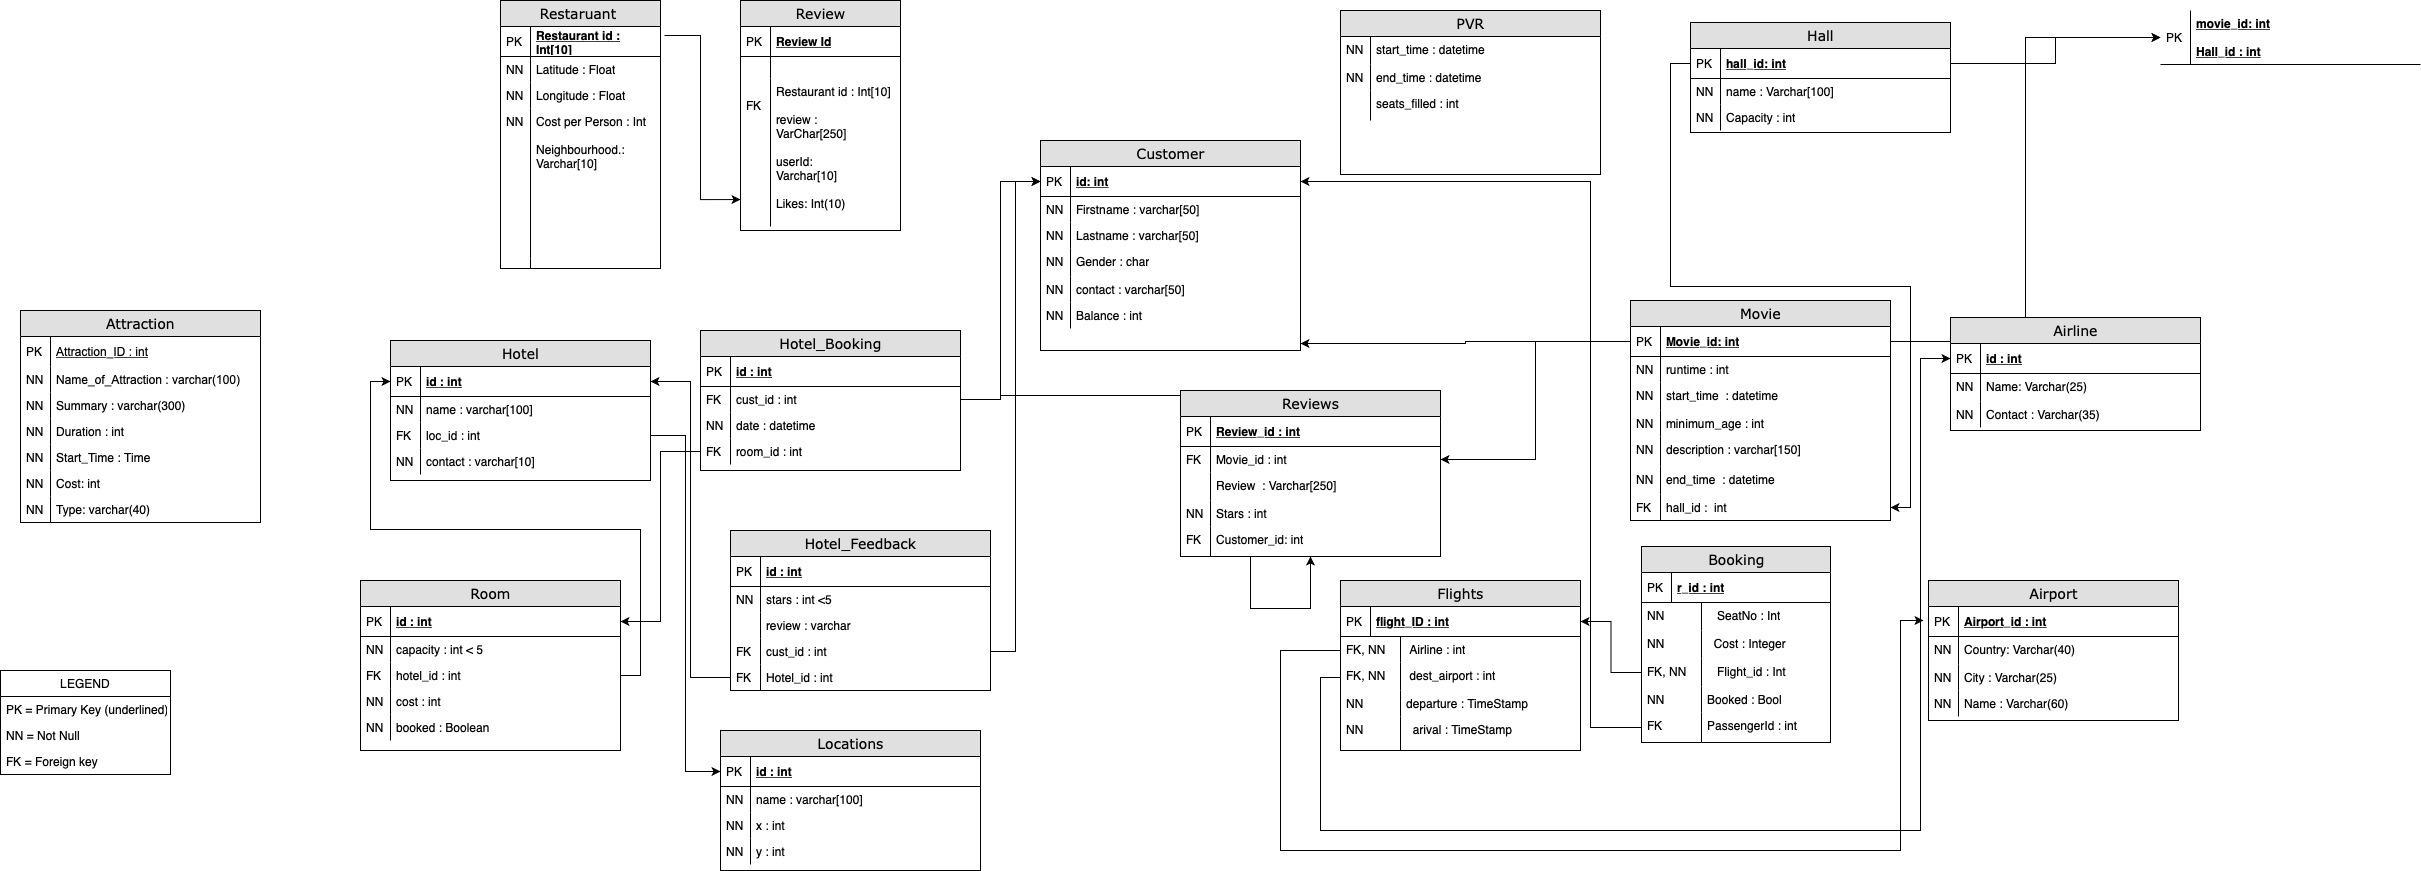 Restaruant
PK Restaurant id :
Int[10]
NN Latitude : Float
NN Longitude : Float
NN Cost per Person : Int
Neighbourhood.:
Varchar[10]
Review
PK Review Id
Restaurant id : Int[10]
FK
review :
VarChar[250]
userId:
Varchar[10]
Likes: Int(10)
PVR
NN start_time : datetime
NN end_time : datetime
seats_filled : int
Hall
PK hall_id: int
NN name : Varchar[100]
NN Capacity : int
movie_id: int
PK
Hall_id : int
Customer
PK id: int
NN Firstname : varchar[50]
NN Lastname : varchar[50]
NN Gender : char
NN contact : varchar[50]
NN Balance : int
Attraction
PK Attraction_ID : int
NN Name_of_Attraction : varchar(100)
NN Summary : varchar(300)
NN Duration : int
NN Start_Time : Time
NN Cost: int
NN Type: varchar(40)
Hotel
PK id : int
NN name : varchar[100]
FK loc_id : int
NN contact : varchar[10]
Hotel_Booking
PK id : int
FK cust_id : int
NN date : datetime
FK room_id : int
Movie
PK Movie_id: int
NN runtime : int
NN start_time : datetime
NN minimum_age : int
NN description : varchar[150]
NN end_time : datetime
FK hall_id : int
Airline
PK id : int
NN Name: Varchar(25)
NN Contact : Varchar(35)
Reviews
PK Review_id : int
FK Movie_id : int
Review : Varchar[250]
NN Stars : int
FK Customer_id: int
Hotel_Feedback
PK id : int
NN stars : int <5
review : varchar
FK cust_id : int
FK Hotel_id : int
Room
PK id : int
NN capacity : int < 5
FK hotel_id : int
NN cost : int
NN booked : Boolean
Flights
PK flight_ID : int
FK, NN Airline : int
FK, NN dest_airport : int
NN departure : TimeStamp
NN arival : TimeStamp
Booking
PK r_id : int
NN SeatNo : Int
NN Cost : Integer
FK, NN Flight_id : Int
NN Booked : Bool
FK PassengerId : int
Airport
PK Airport_id : int
NN Country: Varchar(40)
NN City : Varchar(25)
NN Name : Varchar(60)
LEGEND
PK = Primary Key (underlined)
NN = Not Null
FK = Foreign key
Locations
PK id : int
NN name : varchar[100]
NN x : int
NN y : int